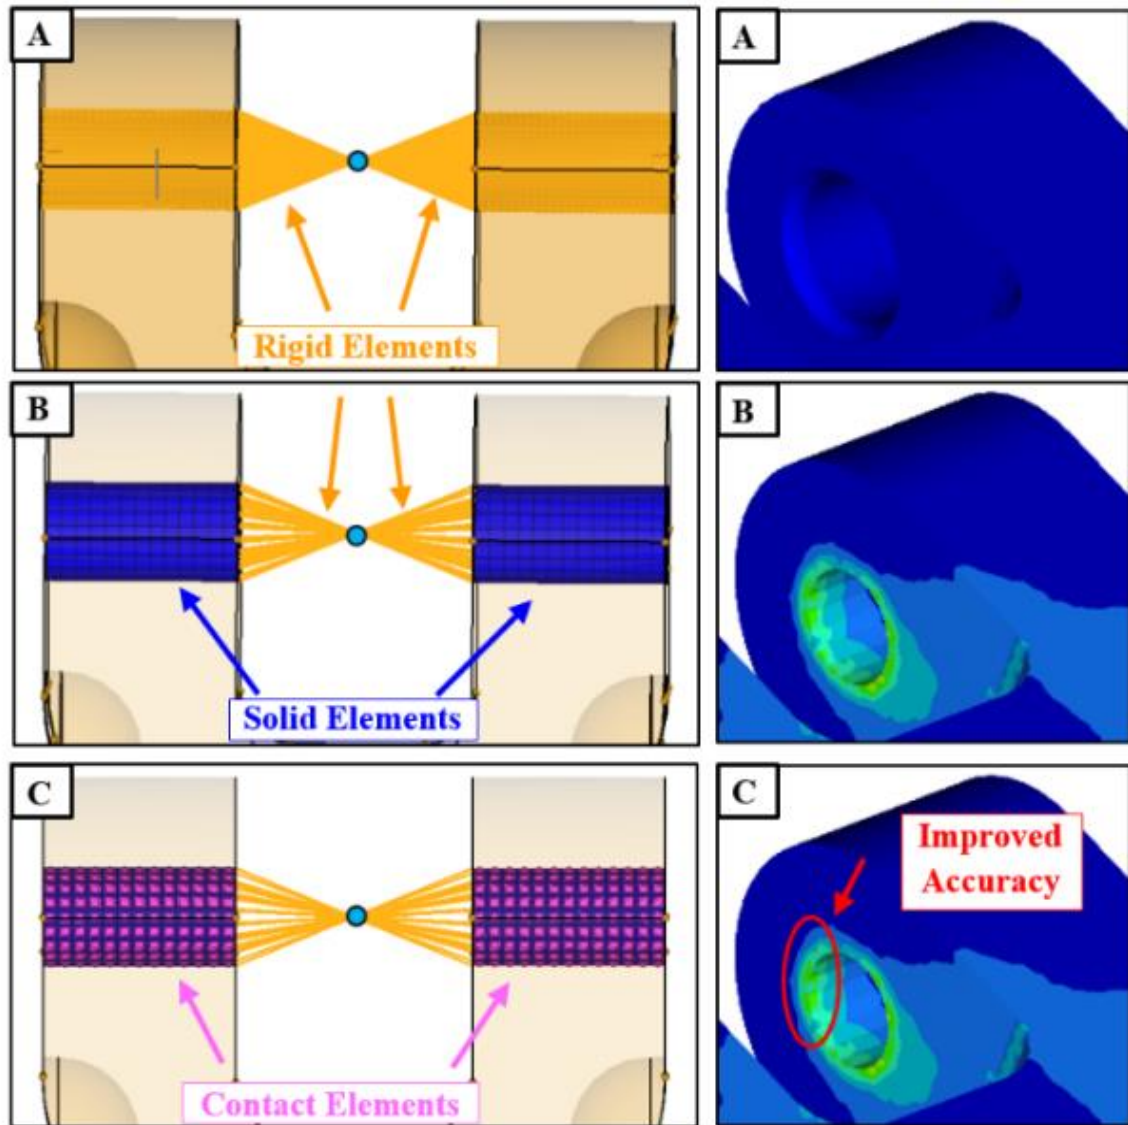 A
Rigid Elements
A
B
Solid Elements
B
C
Contact Elements
C
Improved
Accuracy